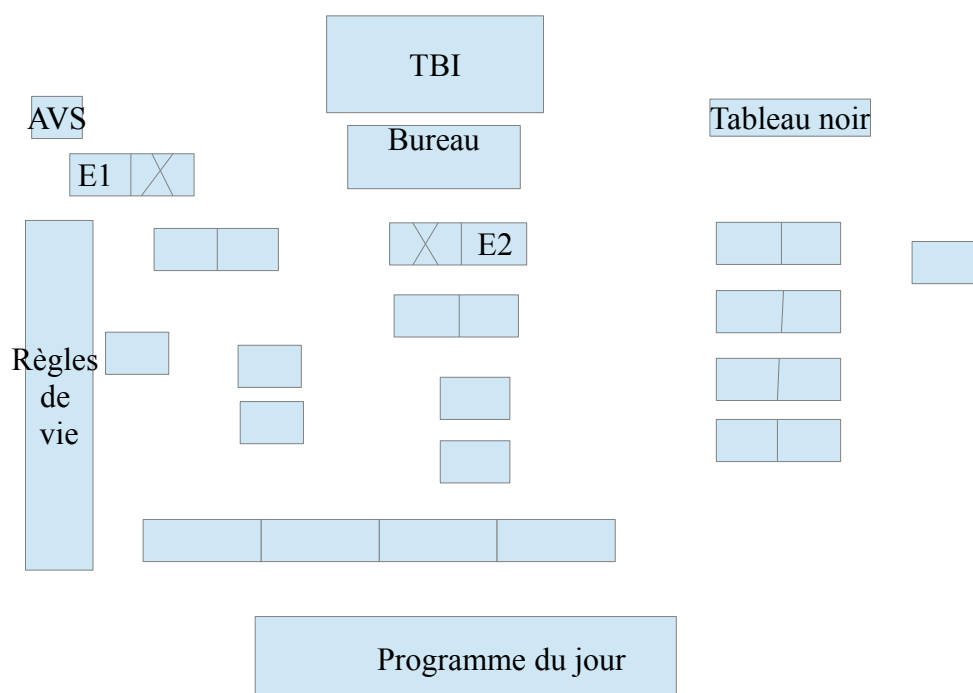 TBI
AVS
Tableau noir
Bureau
E1
E2
Règles
de
vie
Programme du jour